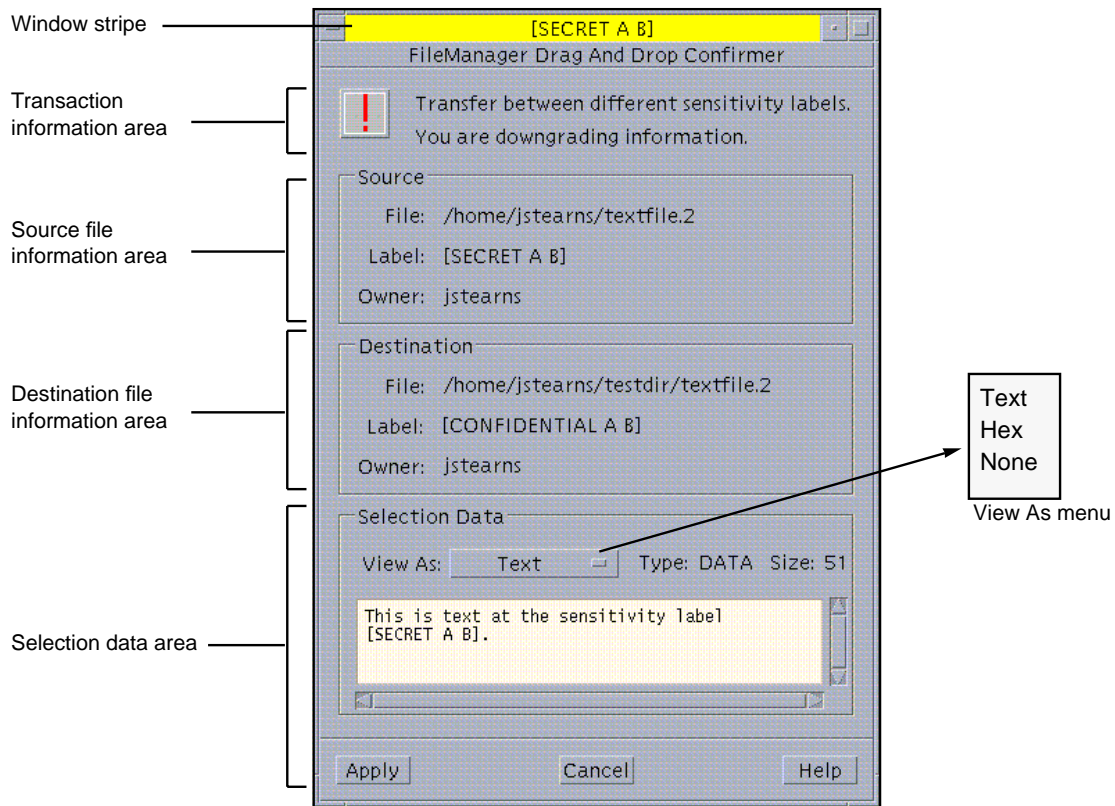 Window stripe
[SECRET A B]
FileManager Drag And Drop Confirmer
Transaction
information area
Transfer between different sensitivity labels.
You are downgrading information.
Source file
information area
Source
File: /home/jstearns/textfile.2
Label: [SECRET A B]
Owner: jstearns
Destination file
information area
Destination
File: /home/jstearns/testdir/textfile.2
Label: [CONFIDENTIAL A B]
Owner: jstearns
Text
Hex
None
View As menu
Selection data area
Selection Data
View As: Text Type: DATA Size: 51
This is text at the sensitivity label
[SECRET A B].
Apply Cancel Help